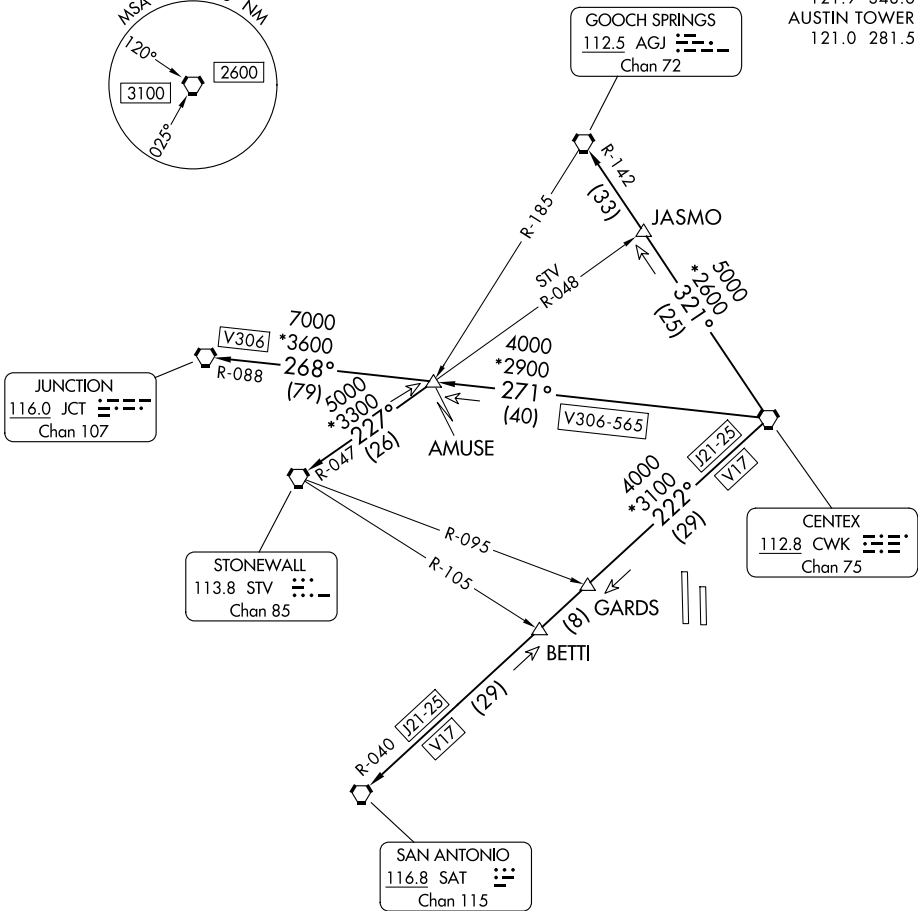 MSA
NM
120°
2600
3100
025°
AUSTIN TOWER
121.0 281.5
GOOCH SPRINGS
112.5 AGJ
Chan 72
R-142
(33)
JASMO
R-185
STV
R-048
5000
*2600
321°
(25)
7000
V306 *3600
268°
R-088
(79)
4000
*2900
271°
(40)
V306-565
JUNCTION
116.0 JCT
Chan 107
5000
*3300
227°
R-047 (26)
AMUSE
J21-25
V17
4000
*3100
222°
(29)
CENTEX
112.8 CWK
Chan 75
R-095
R-105
STONEWALL
113.8 STV
Chan 85
GARDS
(8)
BETTI
(29)
J21-25
V17
R-040
SAN ANTONIO
116.8 SAT
Chan 115